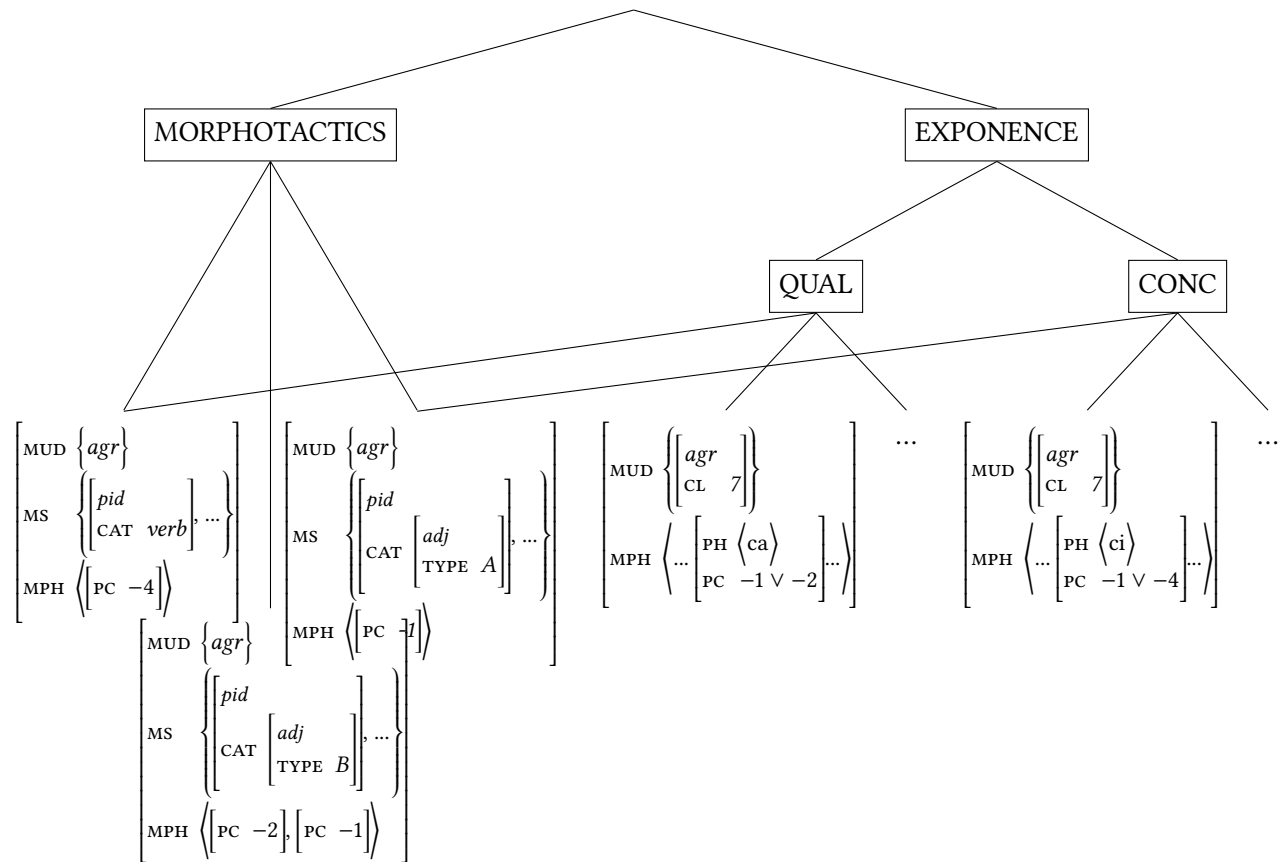 MORPHOTACTICS
EXPONENCE
QUAL
CONC
MUD {agr}
MS {[pid
CAT verb], ...}
MPH ⟨[PC −4]⟩
MUD {agr}
MS {[pid
CAT [adj
TYPE A]], ...}
MPH ⟨[PC -1]⟩
MUD {agr}
MS {[pid
CAT [adj
TYPE B]], ...}
MPH ⟨[PC −2], [PC −1]⟩
MUD {[agr
CL 7]}
MPH ⟨... [PH ⟨ca⟩
PC −1 ∨ −2] ...⟩
...
MUD {[agr
CL 7]}
MPH ⟨... [PH ⟨ci⟩
PC −1 ∨ −4] ...⟩
...